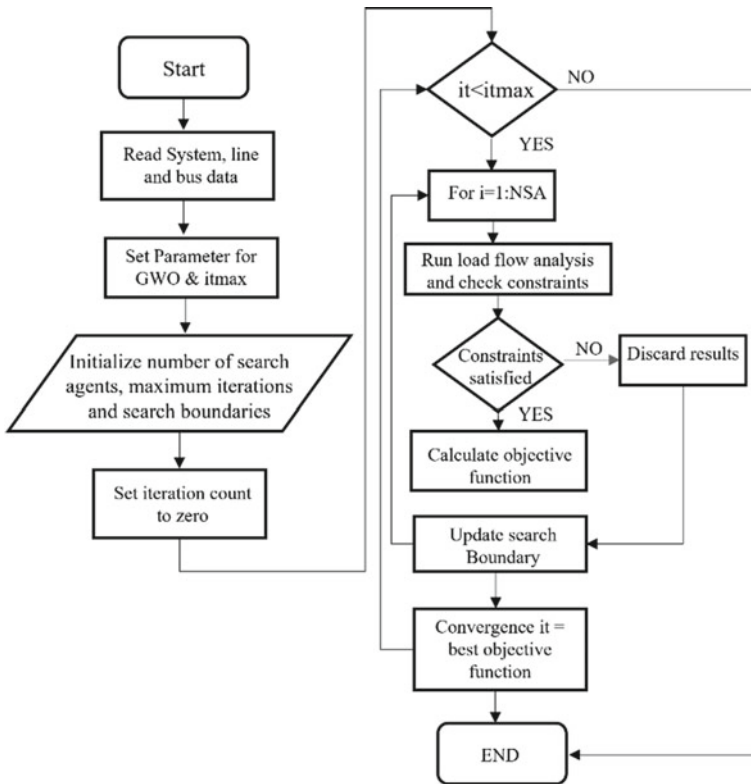 Start
Read System, line
and bus data
Set Parameter for
GWO & itmax
Initialize number of search
agents, maximum iterations
and search boundaries
Set iteration count
to zero
it<itmax
NO
YES
For i=1:NSA
Run load flow analysis
and check constraints
Constraints
satisfied
NO
Discard results
YES
Calculate objective
function
Update search
Boundary
Convergence it =
best objective
function
END